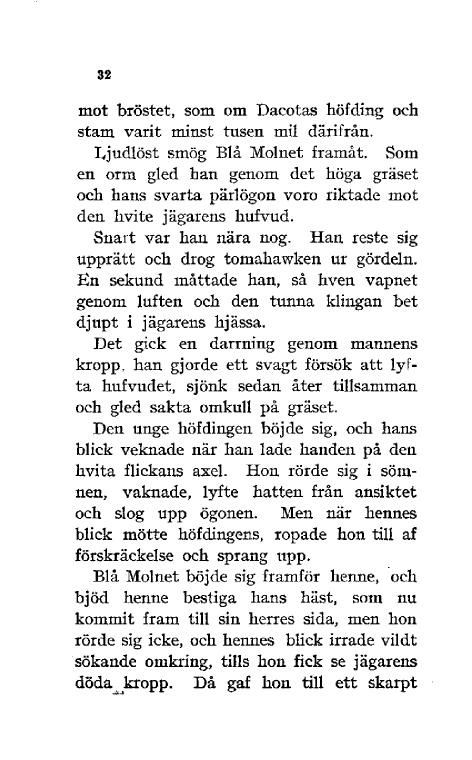 32
mot bröstet, som om Dacotas höfding och
stam varit minst tusen mil därifrån.
Ljudlöst smög Blå Molnet framåt. Som
en orm gled han genom det höga gräset
och hans svarta pärlögon voro riktade mot
den hvite jägarens hufvud.
Snart var han nära nog. Han reste sig
upprätt och drog tomahawken ur gördeln.
En sekund måttade han, så hven vapnet
genom luften och den tunna klingan bet
djupt i jägarens hjässa.
Det gick en darrning genom mannens
kropp, han gjorde ett svagt försök att lyf-
ta hufvudet, sjönk sedan åter tillsamman
och gled sakta omkull på gräset.
Den unge höfdingen böjde sig, och hans
blick veknade när han lade handen på den
hvita flickans axel. Hon rörde sig i söm-
nen, vaknade, lyfte hatten från ansiktet
och slog upp ögonen. Men när hennes
blick mötte höfdingens, ropade hon till af
förskräckelse och sprang upp.
Blå Molnet böjde sig framför henne, och
bjöd henne bestiga hans häst, som nu
kommit fram till sin herres sida, men hon
rörde sig icke, och hennes blick irrade vildt
sökande omkring, tills hon fick se jägarens
döda kropp. Då gaf hon till ett skarpt